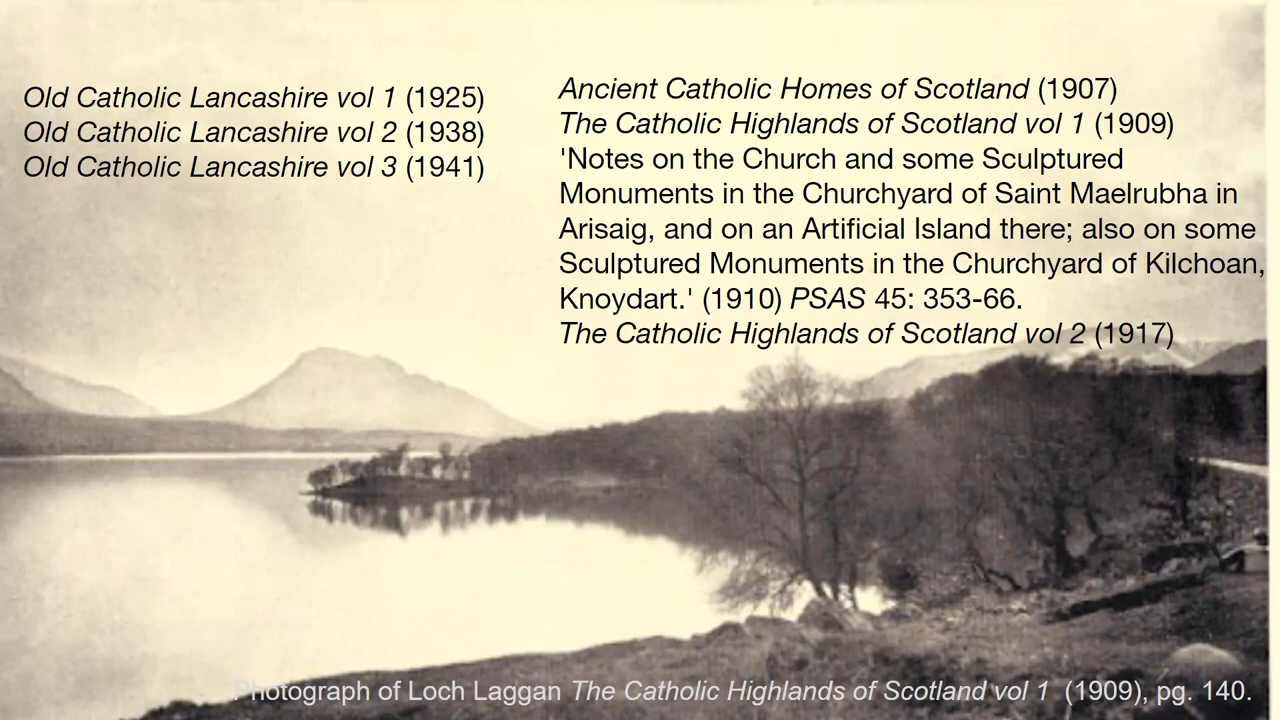 Old Catholic Lancashire vol 1 (1925)
Old Catholic Lancashire vol 2 (1938)
Old Catholic Lancashire vol 3 (1941)
Ancient Catholic Homes of Scotland (1907)
The Catholic Highlands of Scotland vol 1 (1909)
'Notes on the Church and some Sculptured
Monuments in the Churchyard of Saint Maelrubha in
Arisaig, and on an Artificial Island there; also on some
Sculptured Monuments in the Churchyard of Kilchoan,
Knoydart.' (1910) PSAS 45: 353-66.
The Catholic Highlands of Scotland vol 2 (1917)
Photograph of Loch Laggan The Catholic Highlands of Scotland vol 1 (1909), pg. 140.